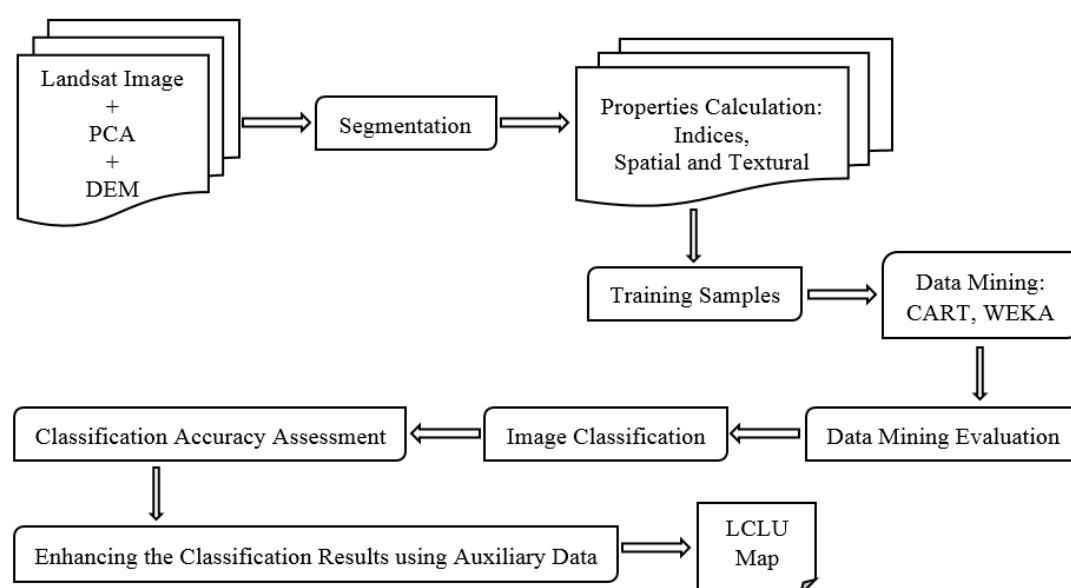 Landsat Image
+
PCA
+
DEM
Segmentation
Properties Calculation:
Indices,
Spatial and Textural
Training Samples
Data Mining:
CART, WEKA
Data Mining Evaluation
Image Classification
Classification Accuracy Assessment
Enhancing the Classification Results using Auxiliary Data
LCLU
Map